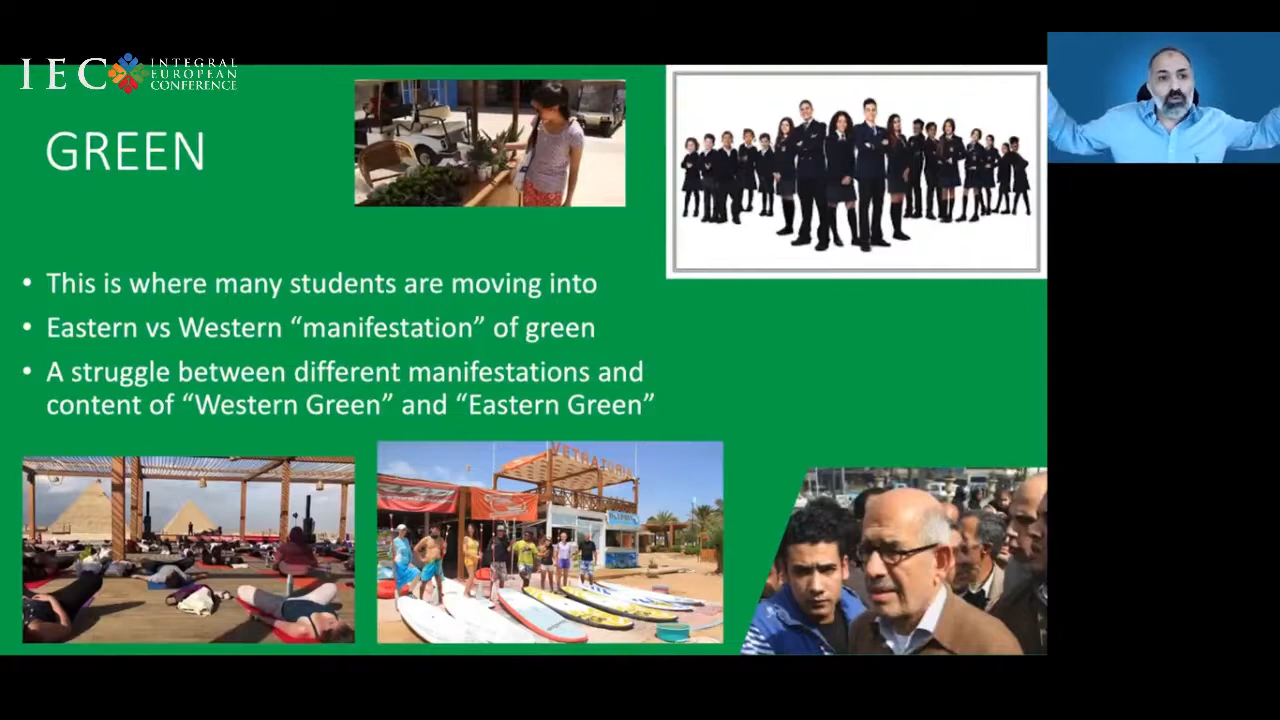 IEC INTEGRAL
EUROPEAN
CONFERENCE
GREEN
• This is where many students are moving into
• Eastern vs Western “manifestation” of green
• A struggle between different manifestations and
content of “Western Green” and “Eastern Green”